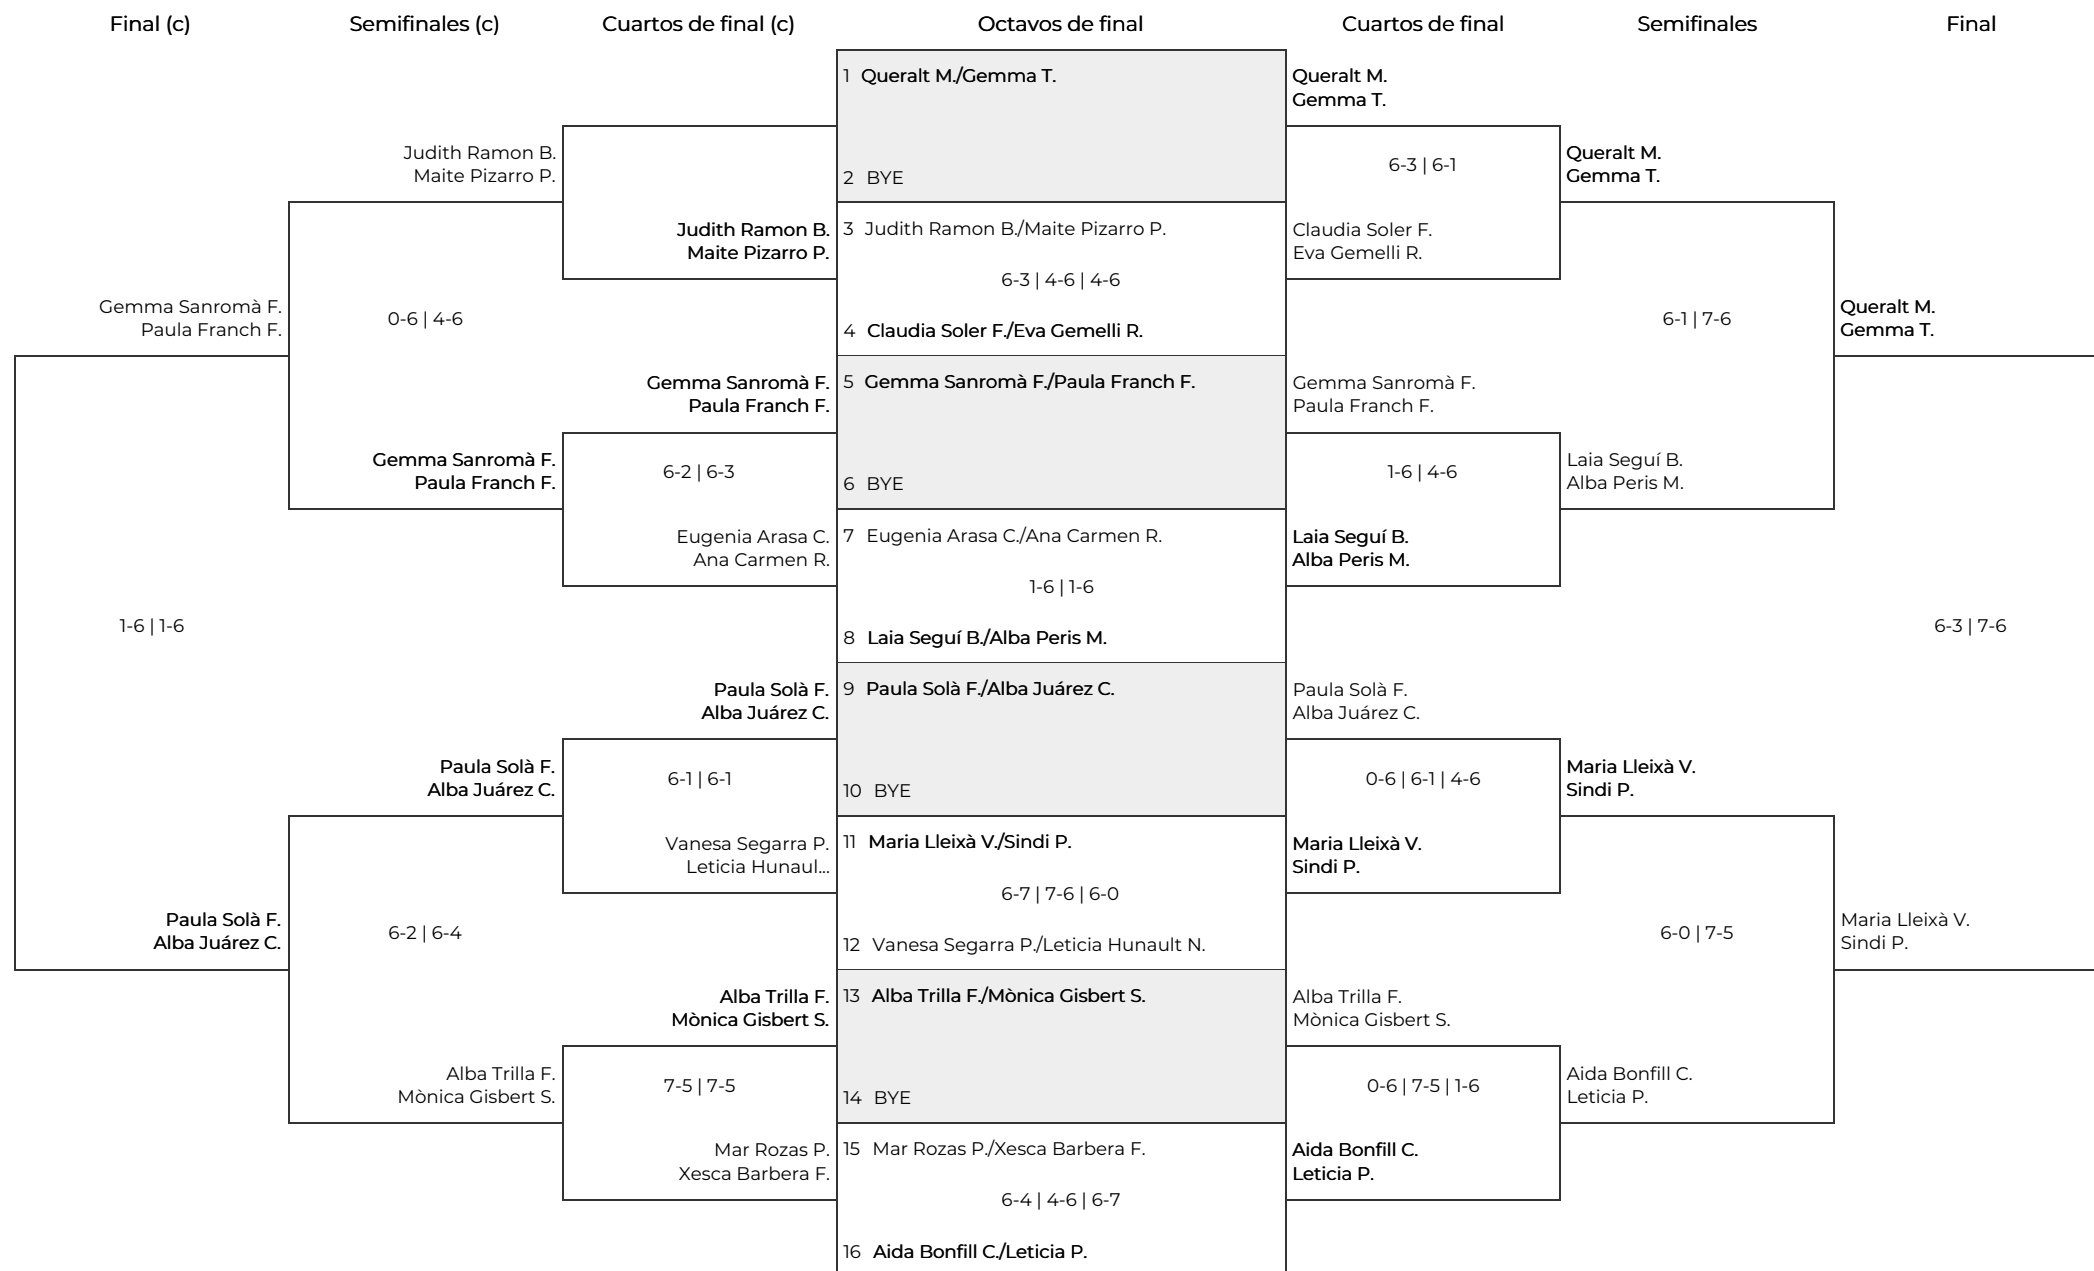 Final (c)
Semifinales (c)
Cuartos de final (c)
Octavos de final
Cuartos de final
Semifinales
Final
Gemma Sanromà F.
Paula Franch F.
1-6 | 1-6
Paula Solà F.
Alba Juárez C.
Judith Ramon B.
Maite Pizarro P.
0-6 | 4-6
Gemma Sanromà F.
Paula Franch F.
Paula Solà F.
Alba Juárez C.
6-2 | 6-4
Alba Trilla F.
Mònica Gisbert S.
Judith Ramon B.
Maite Pizarro P.
Gemma Sanromà F.
Paula Franch F.
6-2 | 6-3
Eugenia Arasa C.
Ana Carmen R.
Paula Solà F.
Alba Juárez C.
6-1 | 6-1
Vanesa Segarra P.
Leticia Hunaul...
Alba Trilla F.
Mònica Gisbert S.
7-5 | 7-5
Mar Rozas P.
Xesca Barbera F.
1 Queralt M./Gemma T.
2 BYE
3 Judith Ramon B./Maite Pizarro P.
6-3 | 4-6 | 4-6
4 Claudia Soler F./Eva Gemelli R.
5 Gemma Sanromà F./Paula Franch F.
6 BYE
7 Eugenia Arasa C./Ana Carmen R.
1-6 | 1-6
8 Laia Seguí B./Alba Peris M.
9 Paula Solà F./Alba Juárez C.
10 BYE
11 Maria Lleixà V./Sindi P.
6-7 | 7-6 | 6-0
12 Vanesa Segarra P./Leticia Hunault N.
13 Alba Trilla F./Mònica Gisbert S.
14 BYE
15 Mar Rozas P./Xesca Barbera F.
6-4 | 4-6 | 6-7
16 Aida Bonfill C./Leticia P.
Queralt M.
Gemma T.
6-3 | 6-1
Claudia Soler F.
Eva Gemelli R.
Gemma Sanromà F.
Paula Franch F.
1-6 | 4-6
Laia Seguí B.
Alba Peris M.
Paula Solà F.
Alba Juárez C.
0-6 | 6-1 | 4-6
Maria Lleixà V.
Sindi P.
Alba Trilla F.
Mònica Gisbert S.
0-6 | 7-5 | 1-6
Aida Bonfill C.
Leticia P.
Queralt M.
Gemma T.
6-1 | 7-6
Laia Seguí B.
Alba Peris M.
Maria Lleixà V.
Sindi P.
6-0 | 7-5
Aida Bonfill C.
Leticia P.
Queralt M.
Gemma T.
6-3 | 7-6
Maria Lleixà V.
Sindi P.